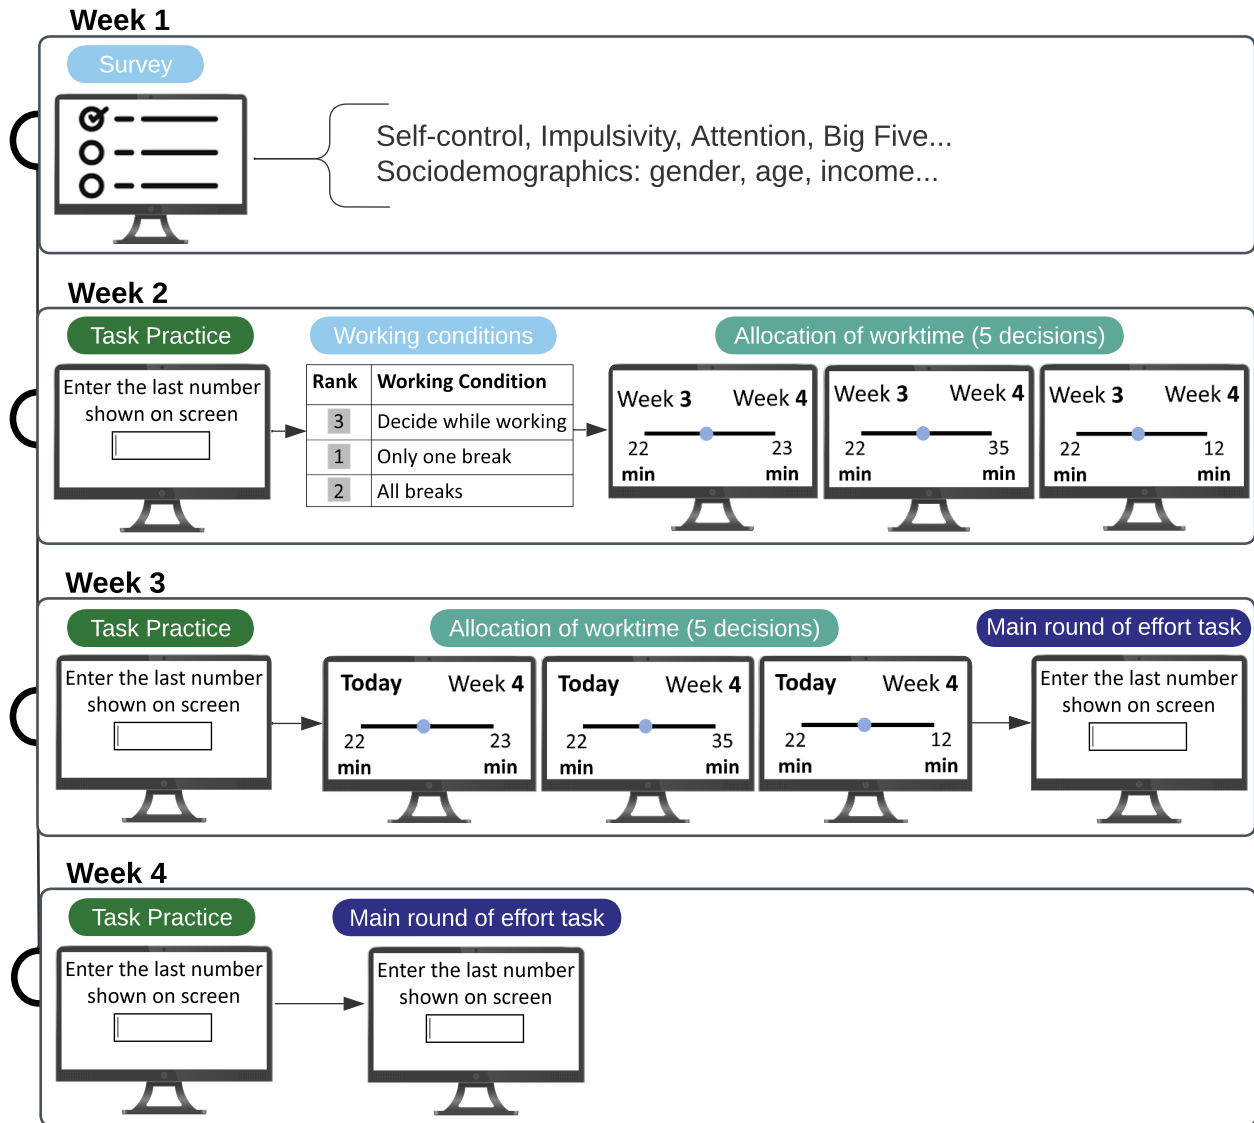 Week 1
Survey
Self-control, Impulsivity, Attention, Big Five...
Sociodemographics: gender, age, income...
Week 2
Task Practice
Working conditions
Allocation of worktime (5 decisions)
Enter the last number
shown on screen
Rank Working Condition
3 Decide while working
1 Only one break
2 All breaks
Week 3 Week 4
22 23
min min
Week 3 Week 4
22 35
min min
Week 3 Week 4
22 12
min min
Week 3
Task Practice
Allocation of worktime (5 decisions)
Main round of effort task
Enter the last number
shown on screen
Today Week 4
22 23
min min
Today Week 4
22 35
min min
Today Week 4
22 12
min min
Enter the last number
shown on screen
Week 4
Task Practice
Main round of effort task
Enter the last number
shown on screen
Enter the last number
shown on screen